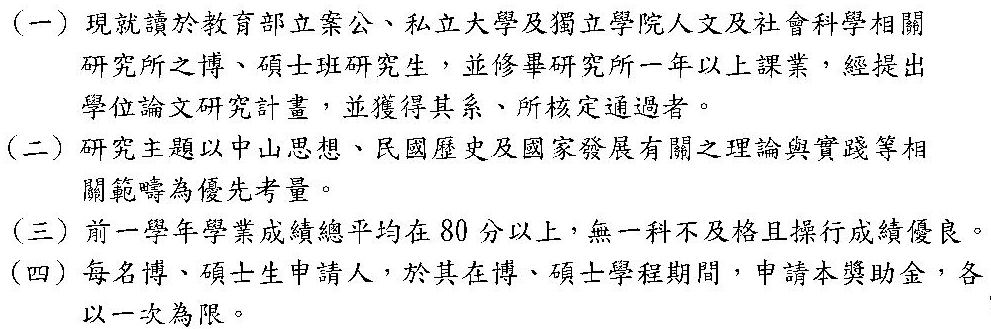 （一）現就讀於教育部立案公、私立大學及獨立學院人文及社會科學相關
研究所之博、碩士班研究生，並修畢研究所一年以上課業，經提出
學位論文研究計畫，並獲得其系、所核定通過者。
（二）研究主題以中山思想、民國歷史及國家發展有關之理論與實踐等相
關範疇為優先考量。
（三）前一學年學業成績總平均在 80 分以上，無一科不及格且操行成績優良。
（四）每名博、碩士生申請人，於其在博、碩士學程期間，申請本獎助金，各
以一次為限。